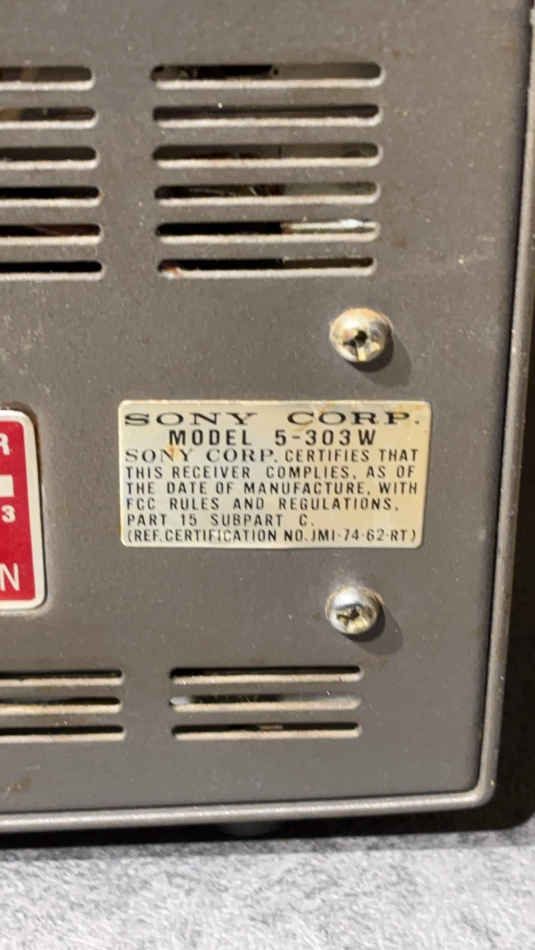 SONY CORP.
MODEL 5-303W
SONY CORP. CERTIFIES THAT
THIS RECEIVER COMPLIES, AS OF
THE DATE OF MANUFACTURE, WITH
FCC RULES AND REGULATIONS,
PART 15 SUBPART C.
(REF.CERTIFICATION NO.JMI-74-62-RT)
R
3
N